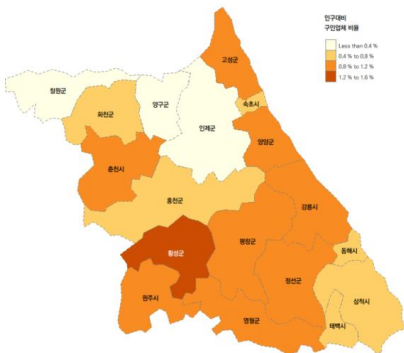 인구대비
구인업체 비율
Less than 0.4 %
0.4 % to 0.8 %
0.8 % to 1.2 %
1.2 % to 1.6 %
고성군
철원군
화천군
양구군
인제군
속초시
양양군
춘천시
홍천군
강릉시
횡성군
평창군
동해시
정선군
삼척시
원주시
영월군
태백시